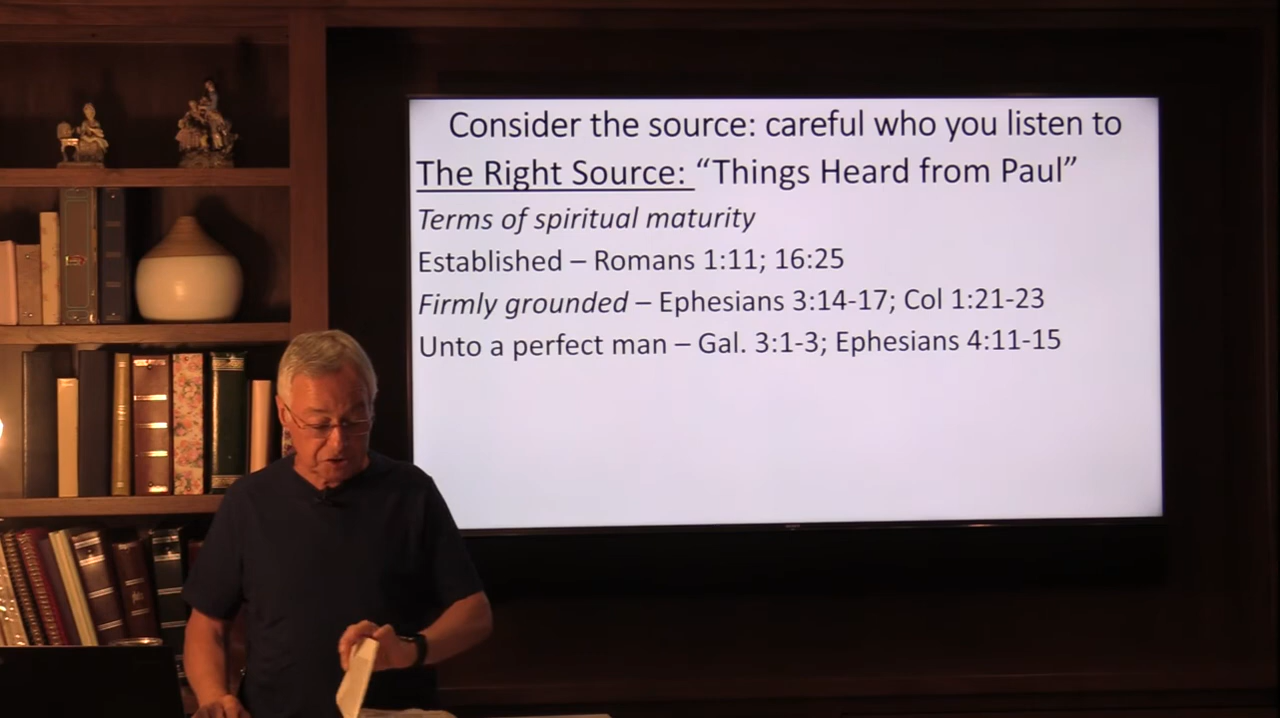 Consider the source: careful who you listen to
The Right Source: “Things Heard from Paul”
Terms of spiritual maturity
Established – Romans 1:11; 16:25
Firmly grounded – Ephesians 3:14-17; Col 1:21-23
Unto a perfect man – Gal. 3:1-3; Ephesians 4:11-15